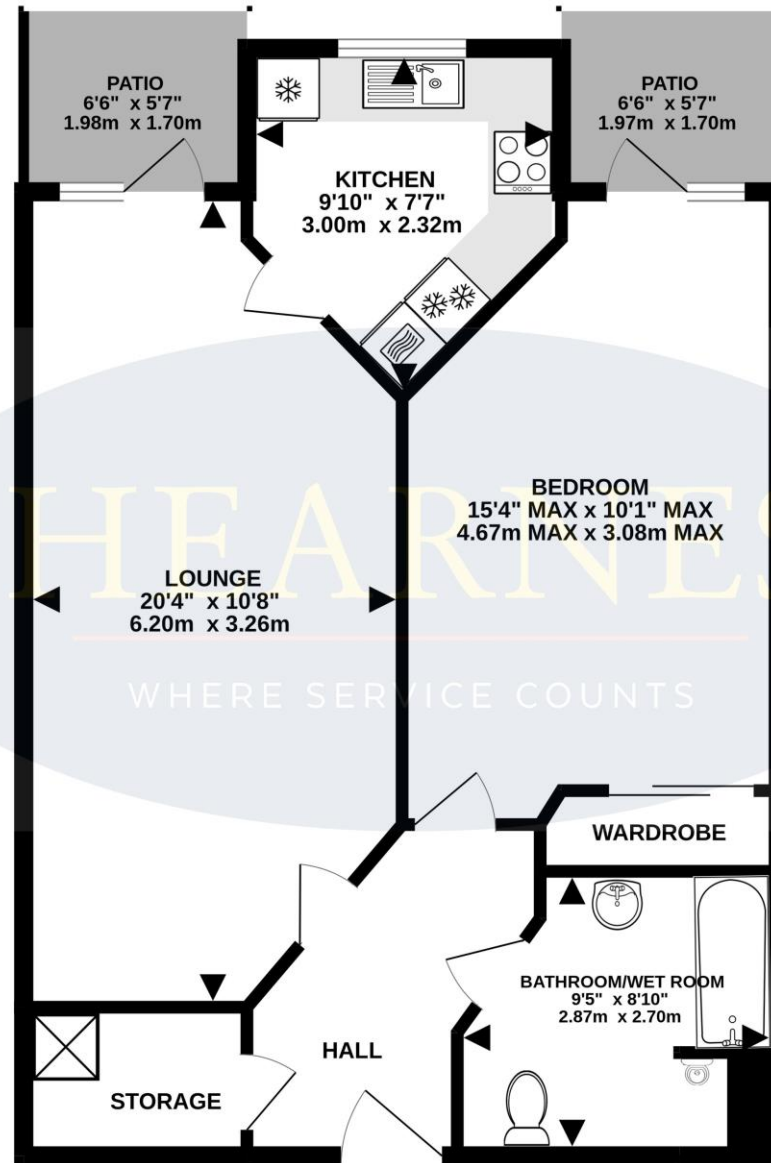 PATIO
6'6" x 5'7"
1.98m x 1.70m
PATIO
6'6" x 5'7"
1.97m x 1.70m
KITCHEN
9'10" x 7'7"
3.00m x 2.32m
BEDROOM
15'4" MAX x 10'1" MAX
4.67m MAX x 3.08m MAX
HEARNES
LOUNGE
20'4" x 10'8"
6.20m x 3.26m
WHERE SERVICE COUNTS
WARDROBE
BATHROOM/WET ROOM
9'5" x 8'10"
2.87m x 2.70m
HALL
STORAGE